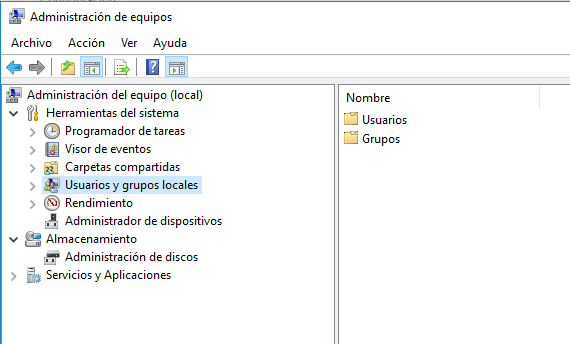 Administración de equipos
Archivo Acción Ver Ayuda
Administración del equipo (local)
Herramientas del sistema
Programador de tareas
Visor de eventos
Carpetas compartidas
Usuarios y grupos locales
Rendimiento
Administrador de dispositivos
Almacenamiento
Administración de discos
Servicios y Aplicaciones
Nombre
Usuarios
Grupos